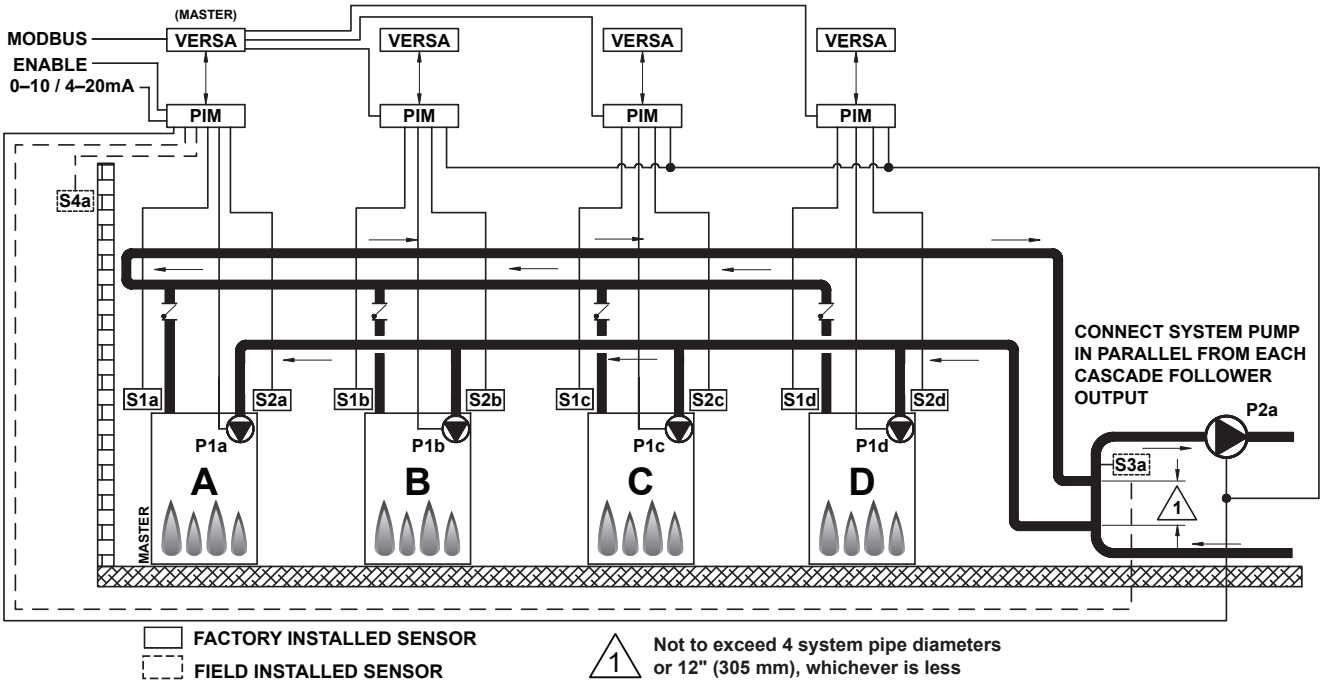 (MASTER)
MODBUS
VERSA
VERSA
VERSA
VERSA
ENABLE
0–10 / 4–20mA
PIM
PIM
PIM
PIM
S4a
CONNECT SYSTEM PUMP
IN PARALLEL FROM EACH
CASCADE FOLLOWER
OUTPUT
S1a
S2a
S1b
S2b
S1c
S2c
S1d
S2d
P2a
P1a
P1b
P1c
P1d
S3a
A
B
C
D
1
MASTER
FACTORY INSTALLED SENSOR
FIELD INSTALLED SENSOR
1
Not to exceed 4 system pipe diameters
or 12" (305 mm), whichever is less